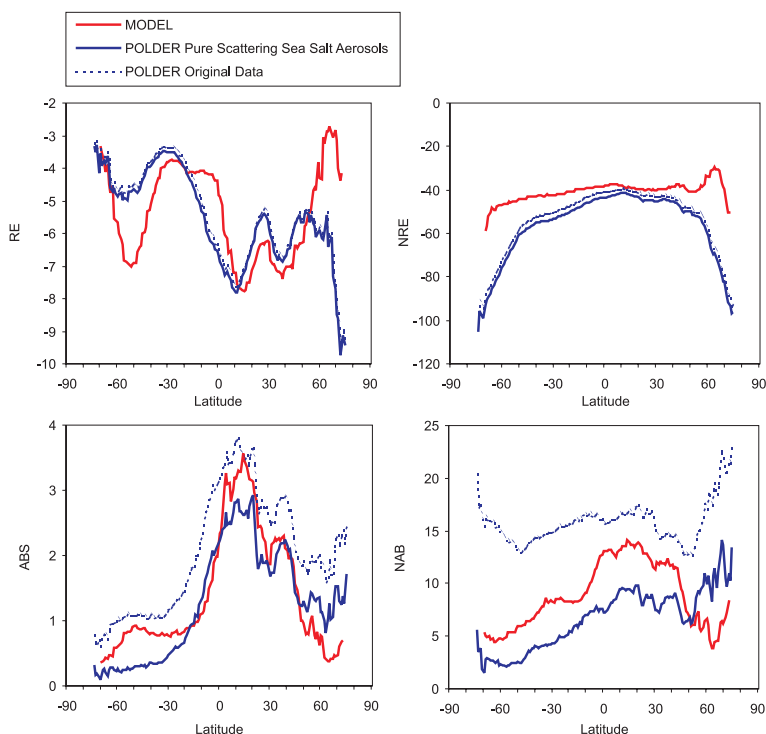 MODEL
POLDER Pure Scattering Sea Salt Aerosols
POLDER Original Data
-2
-3
-4
-5
-6
-7
-8
-9
-10
RE
-90 -60 -30 0 30 60 90
Latitude
0
-20
-40
-60
-80
-100
-120
NRE
-90 -60 -30 0 30 60 90
Latitude
4
3
2
1
0
ABS
-90 -60 -30 0 30 60 90
Latitude
25
20
15
10
5
0
NAB
-90 -60 -30 0 30 60 90
Latitude